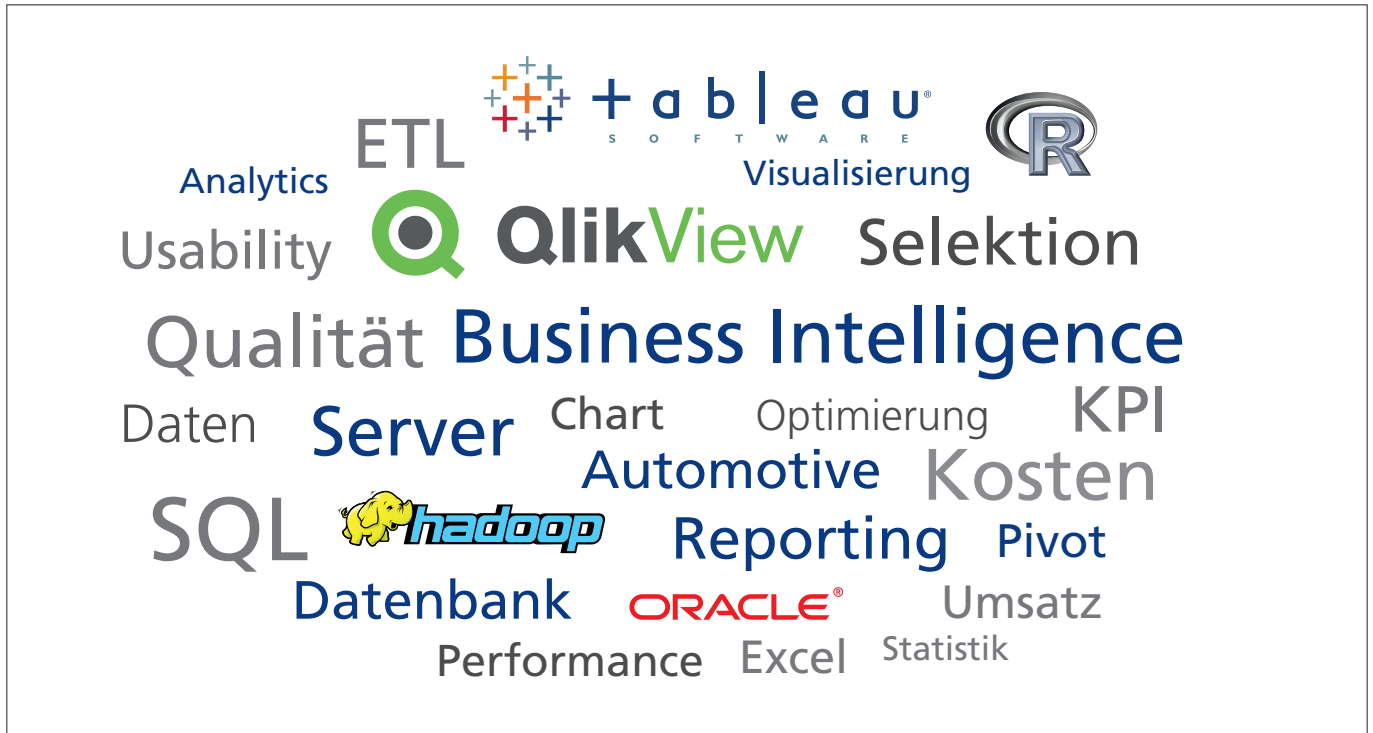 tableau®
SOFTWARE
R
ETL
Analytics
Visualisierung
Usability
QlikView
Selektion
Qualität
Business Intelligence
Daten
Server
Chart
Optimierung
KPI
Automotive
Kosten
SQL
hadoop
Reporting
Pivot
Datenbank
ORACLE®
Umsatz
Performance
Excel
Statistik